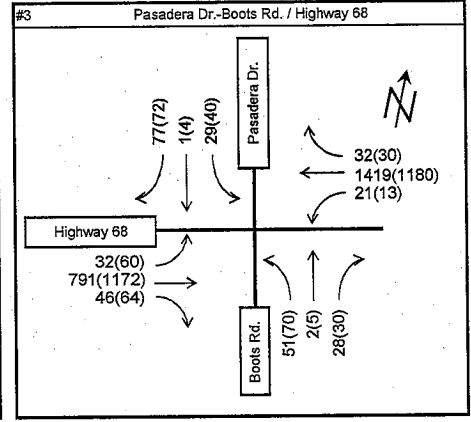 #3 Pasadera Dr.-Boots Rd. / Highway 68
77(72)
1(4)
29(40)
Pasadera Dr.
N
32(30)
1419(1180)
21(13)
Highway 68
32(60)
791(1172)
46(64)
Boots Rd.
51(70)
2(5)
28(30)